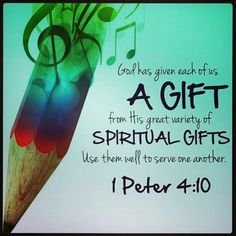 God has given each of us
A GIFT
from His great variety of
SPIRITUAL GIFTS
Use them well to serve one another.
1 Peter 4:10